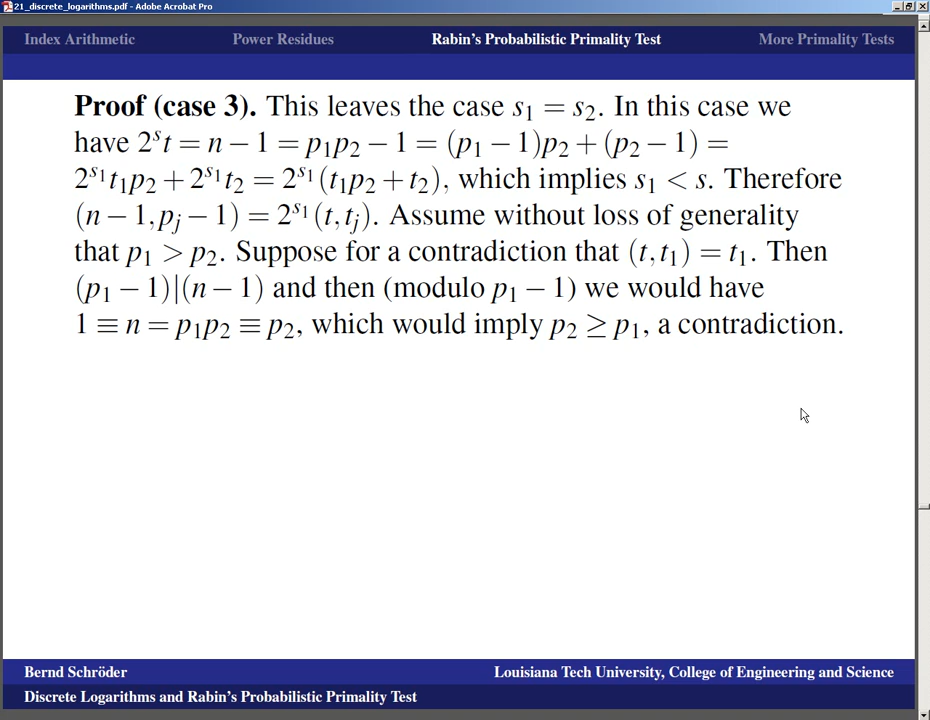 21_discrete_logarithms.pdf - Adobe Acrobat Pro
Index Arithmetic Power Residues Rabin's Probabilistic Primality Test More Primality Tests
Proof (case 3). This leaves the case s₁ = s₂. In this case we
have 2ˢt = n − 1 = p₁p₂ − 1 = (p₁ − 1)p₂ + (p₂ − 1) =
2^{s₁}t₁p₂ + 2^{s₁}t₂ = 2^{s₁}(t₁p₂ + t₂), which implies s₁ < s. Therefore
(n − 1, pⱼ − 1) = 2^{s₁}(t, tⱼ). Assume without loss of generality
that p₁ > p₂. Suppose for a contradiction that (t, t₁) = t₁. Then
(p₁ − 1)|(n − 1) and then (modulo p₁ − 1) we would have
1 ≡ n = p₁p₂ ≡ p₂, which would imply p₂ ≥ p₁, a contradiction.
Bernd Schröder Louisiana Tech University, College of Engineering and Science
Discrete Logarithms and Rabin's Probabilistic Primality Test